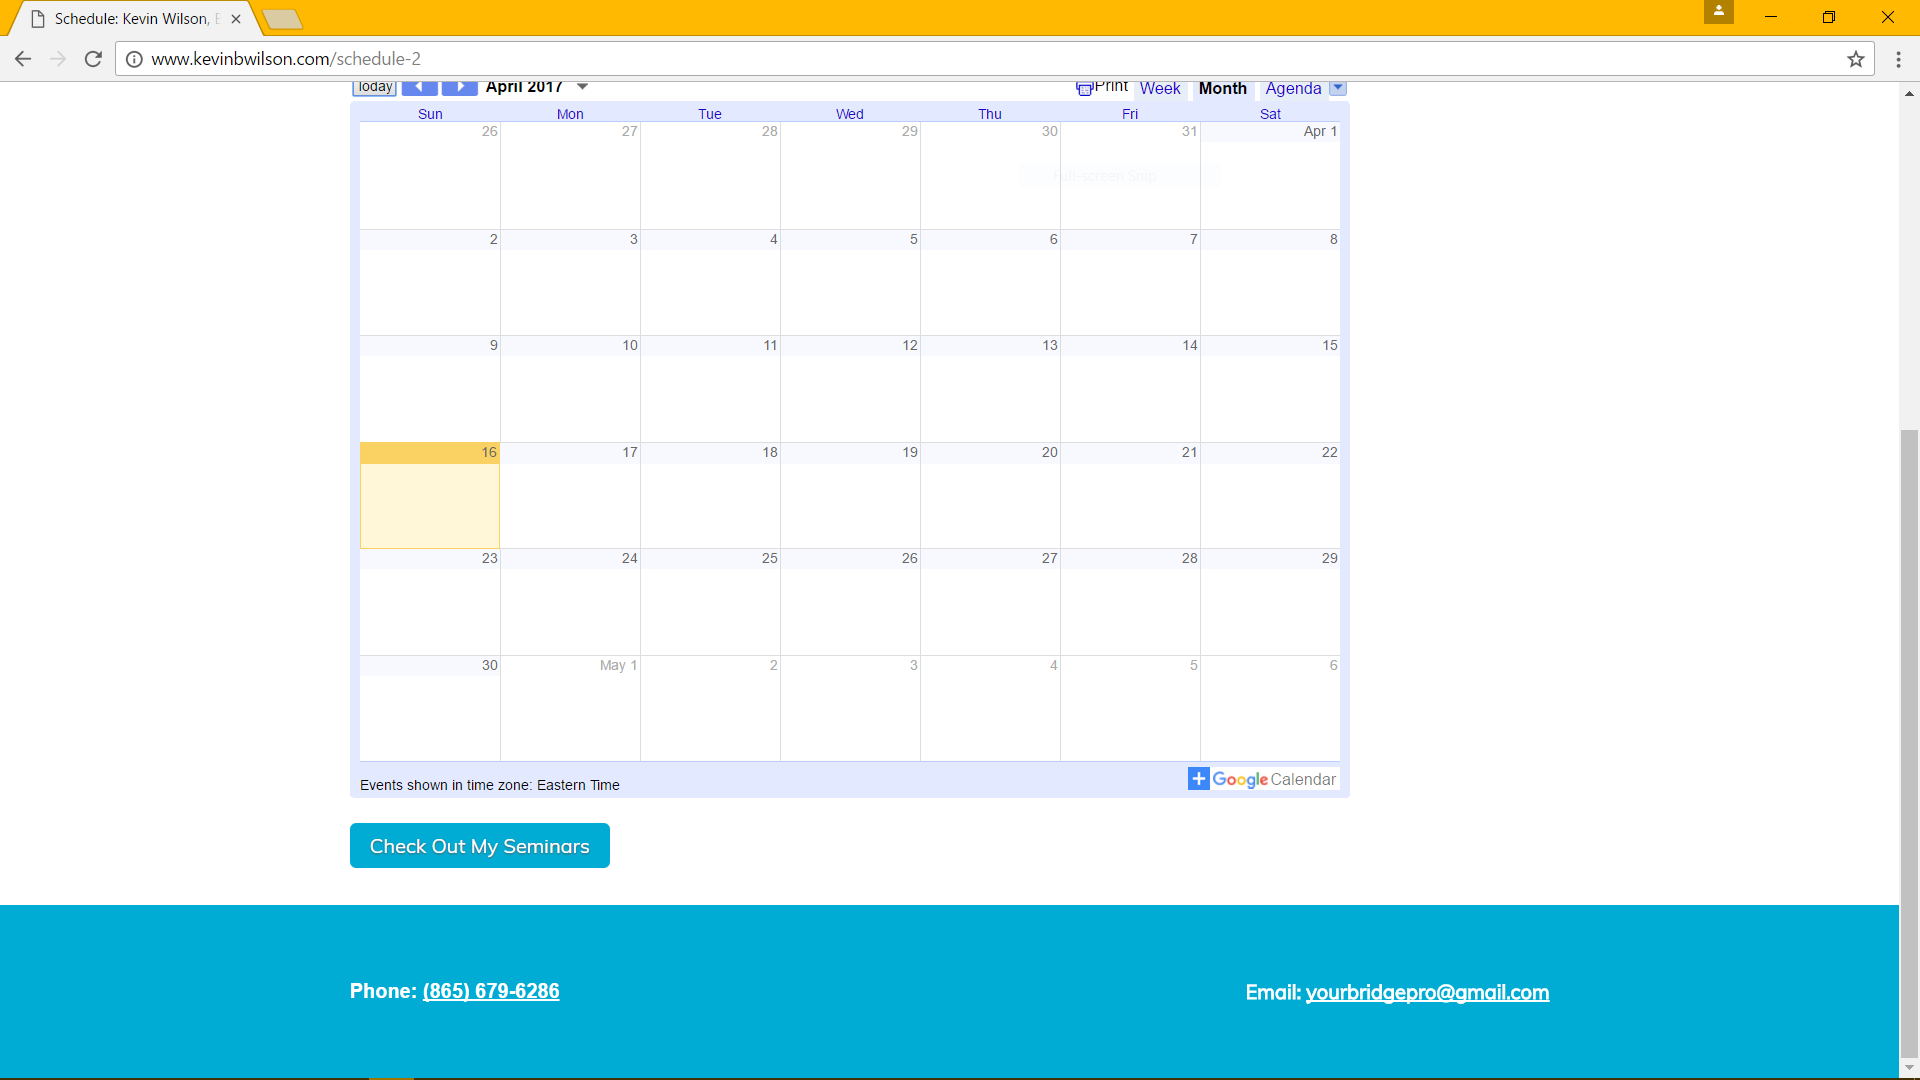 Schedule: Kevin Wilson,
www.kevinbwilson.com/schedule-2
Today April 2017 Print Week Month Agenda
Sun Mon Tue Wed Thu Fri Sat
26 27 28 29 30 31 Apr 1
Full-screen Snip
2 3 4 5 6 7 8
9 10 11 12 13 14 15
16 17 18 19 20 21 22
23 24 25 26 27 28 29
30 May 1 2 3 4 5 6
Events shown in time zone: Eastern Time
Google Calendar
Check Out My Seminars
Phone: (865) 679-6286
Email: yourbridgepro@gmail.com